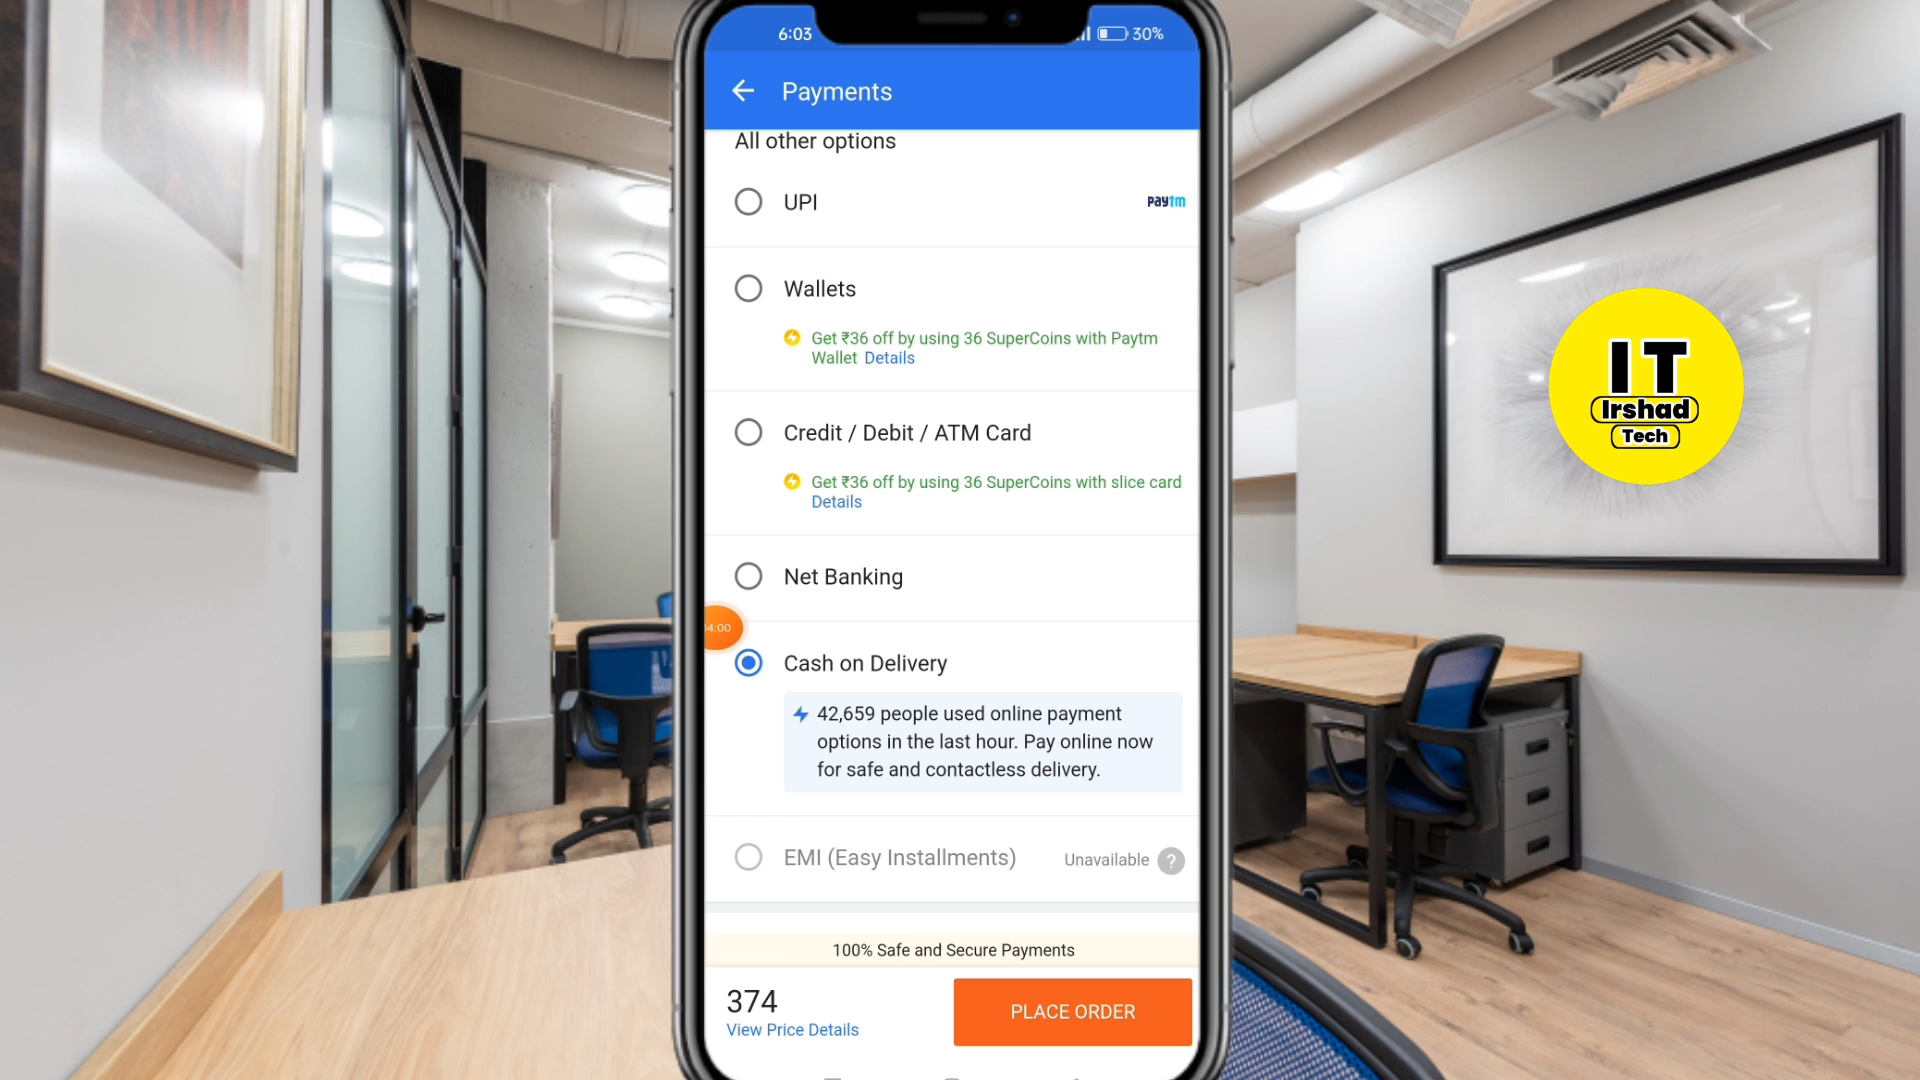 6:03
30%
Payments
All other options
UPI
paytm
Wallets
Get ₹36 off by using 36 SuperCoins with Paytm
Wallet Details
Credit / Debit / ATM Card
Get ₹36 off by using 36 SuperCoins with slice card
Details
Net Banking
04:00
Cash on Delivery
42,659 people used online payment
options in the last hour. Pay online now
for safe and contactless delivery.
EMI (Easy Installments)
Unavailable ?
100% Safe and Secure Payments
374
View Price Details
PLACE ORDER
IT
Irshad
Tech